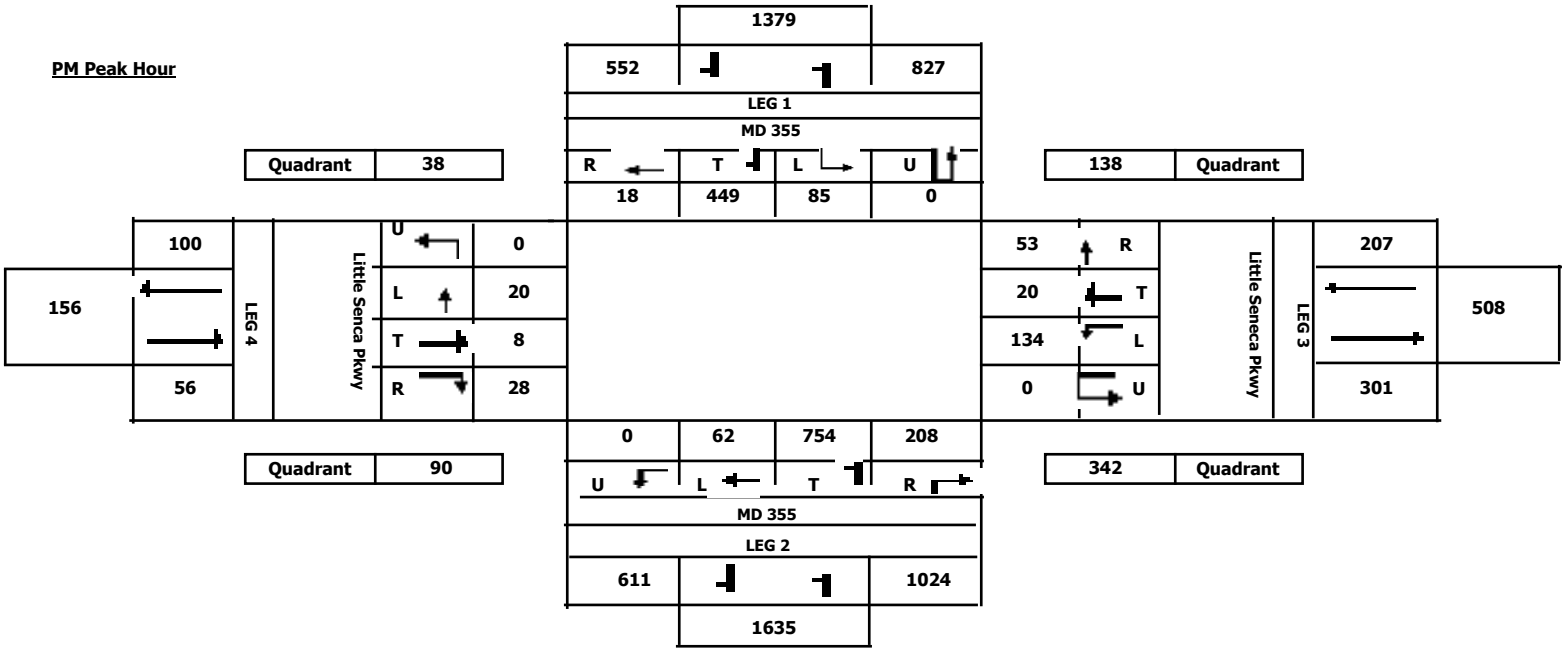 1379
PM Peak Hour
552 827
LEG 1
MD 355
Quadrant 38
R T L U
138 Quadrant
18 449 85 0
100
U 0
53 R
207
156
LEG 4
Little Senca Pkwy
L 20
20 T
Little Seneca Pkwy
LEG 3
508
T 8
134 L
56
R 28
0 U
301
0 62 754 208
Quadrant 90
U L T R
342 Quadrant
MD 355
LEG 2
611 1024
1635